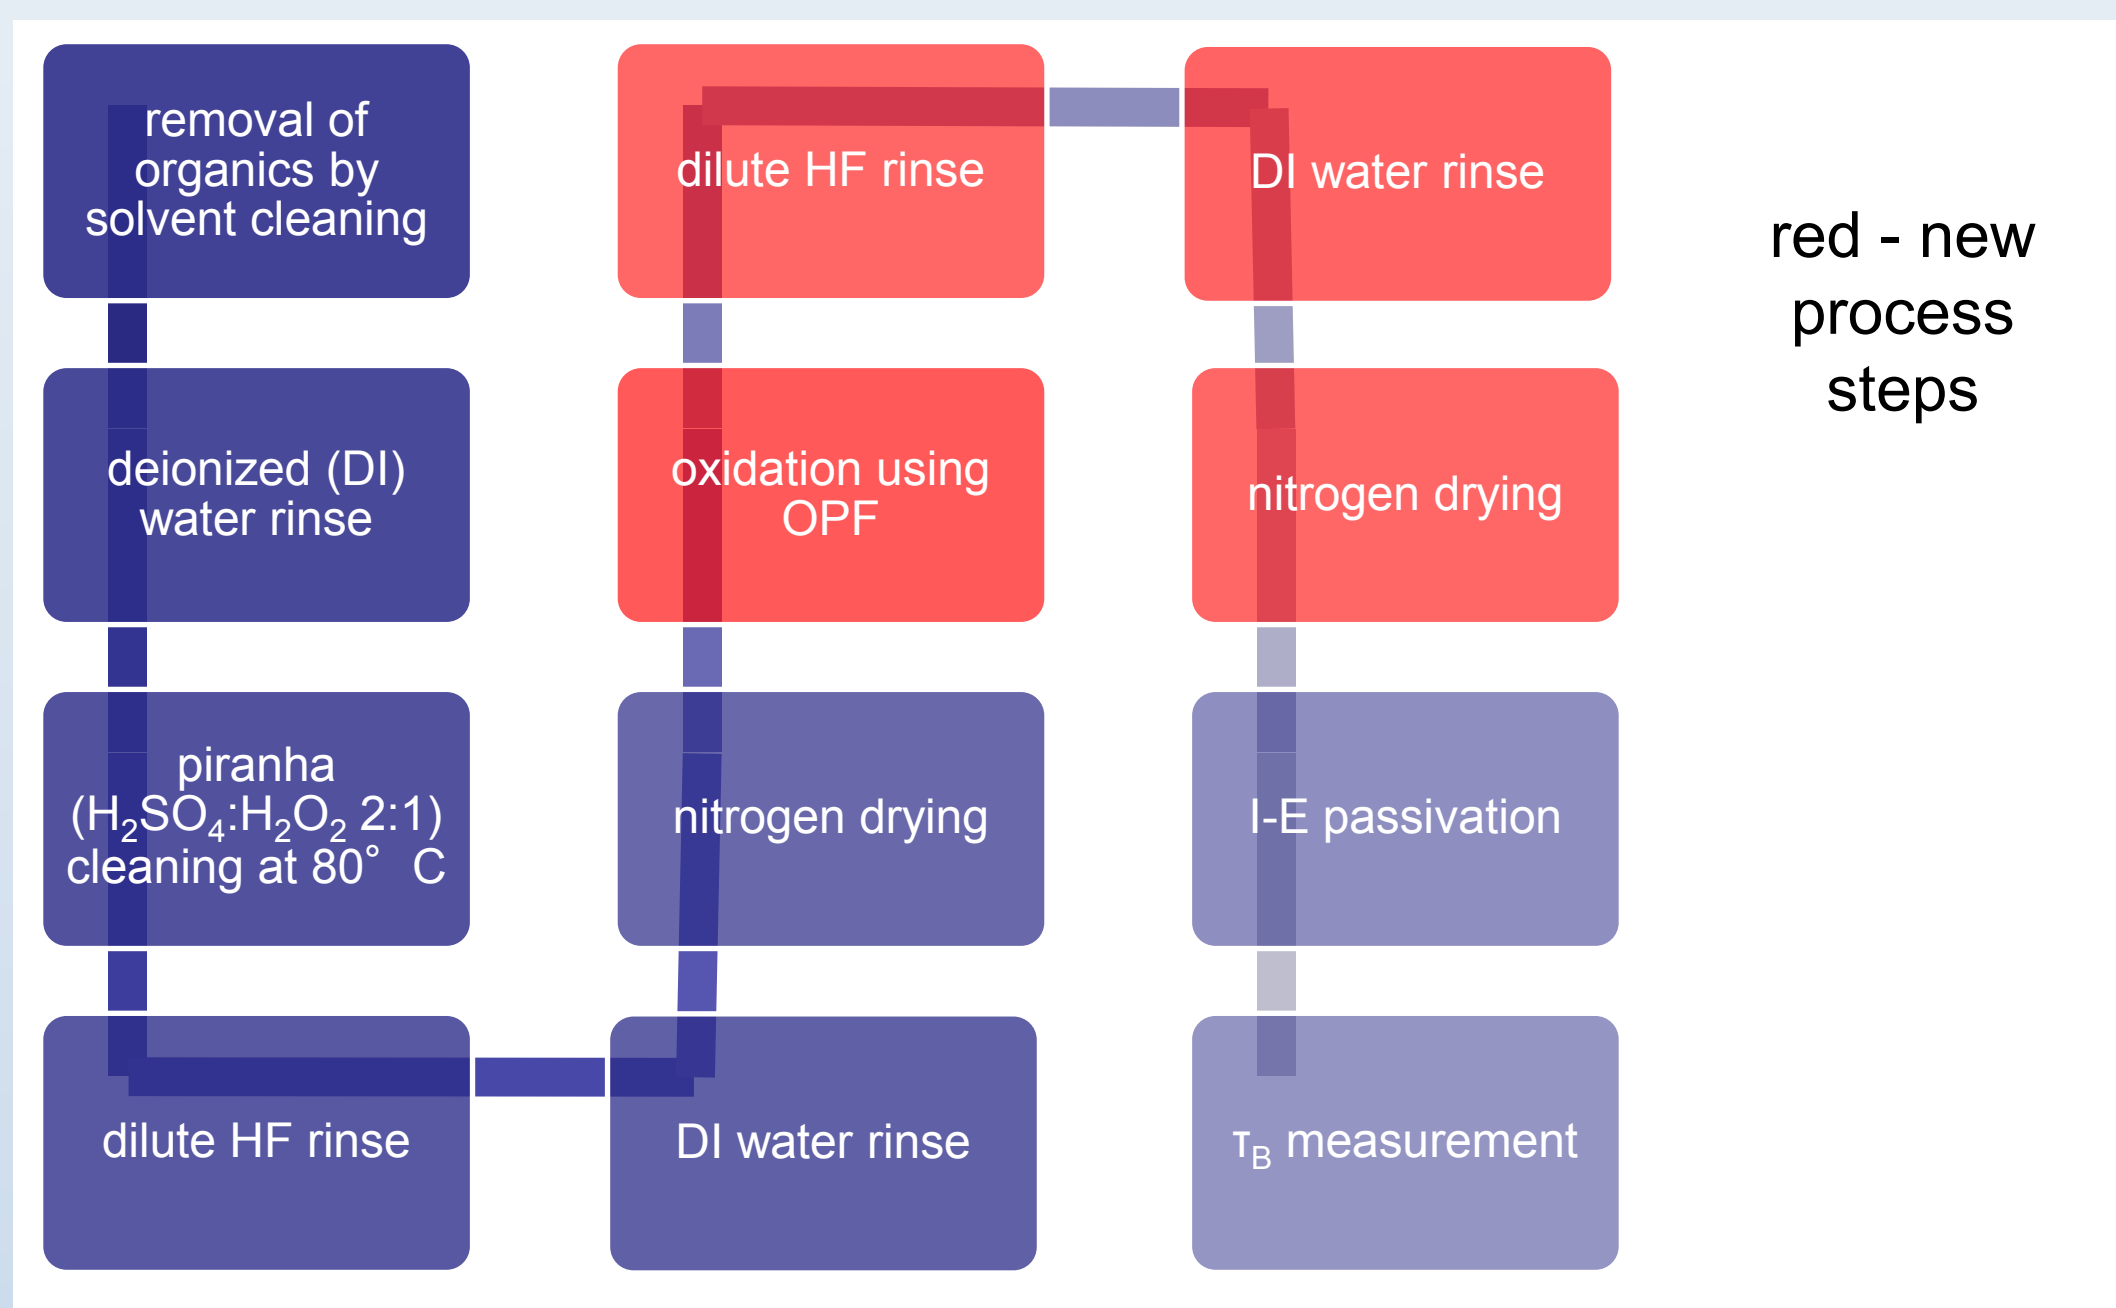 removal of
organics by
solvent cleaning
deionized (DI)
water rinse
piranha
(H₂SO₄:H₂O₂ 2:1)
cleaning at 80° C
dilute HF rinse
DI water rinse
nitrogen drying
oxidation using
OPF
dilute HF rinse
DI water rinse
nitrogen drying
I-E passivation
τ_B measurement
red - new
process
steps